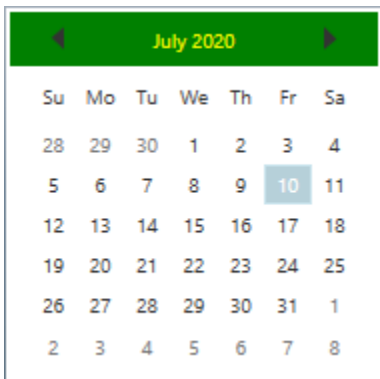 July 2020
Su Mo Tu We Th Fr Sa
28 29 30 1 2 3 4
5 6 7 8 9 10 11
12 13 14 15 16 17 18
19 20 21 22 23 24 25
26 27 28 29 30 31 1
2 3 4 5 6 7 8